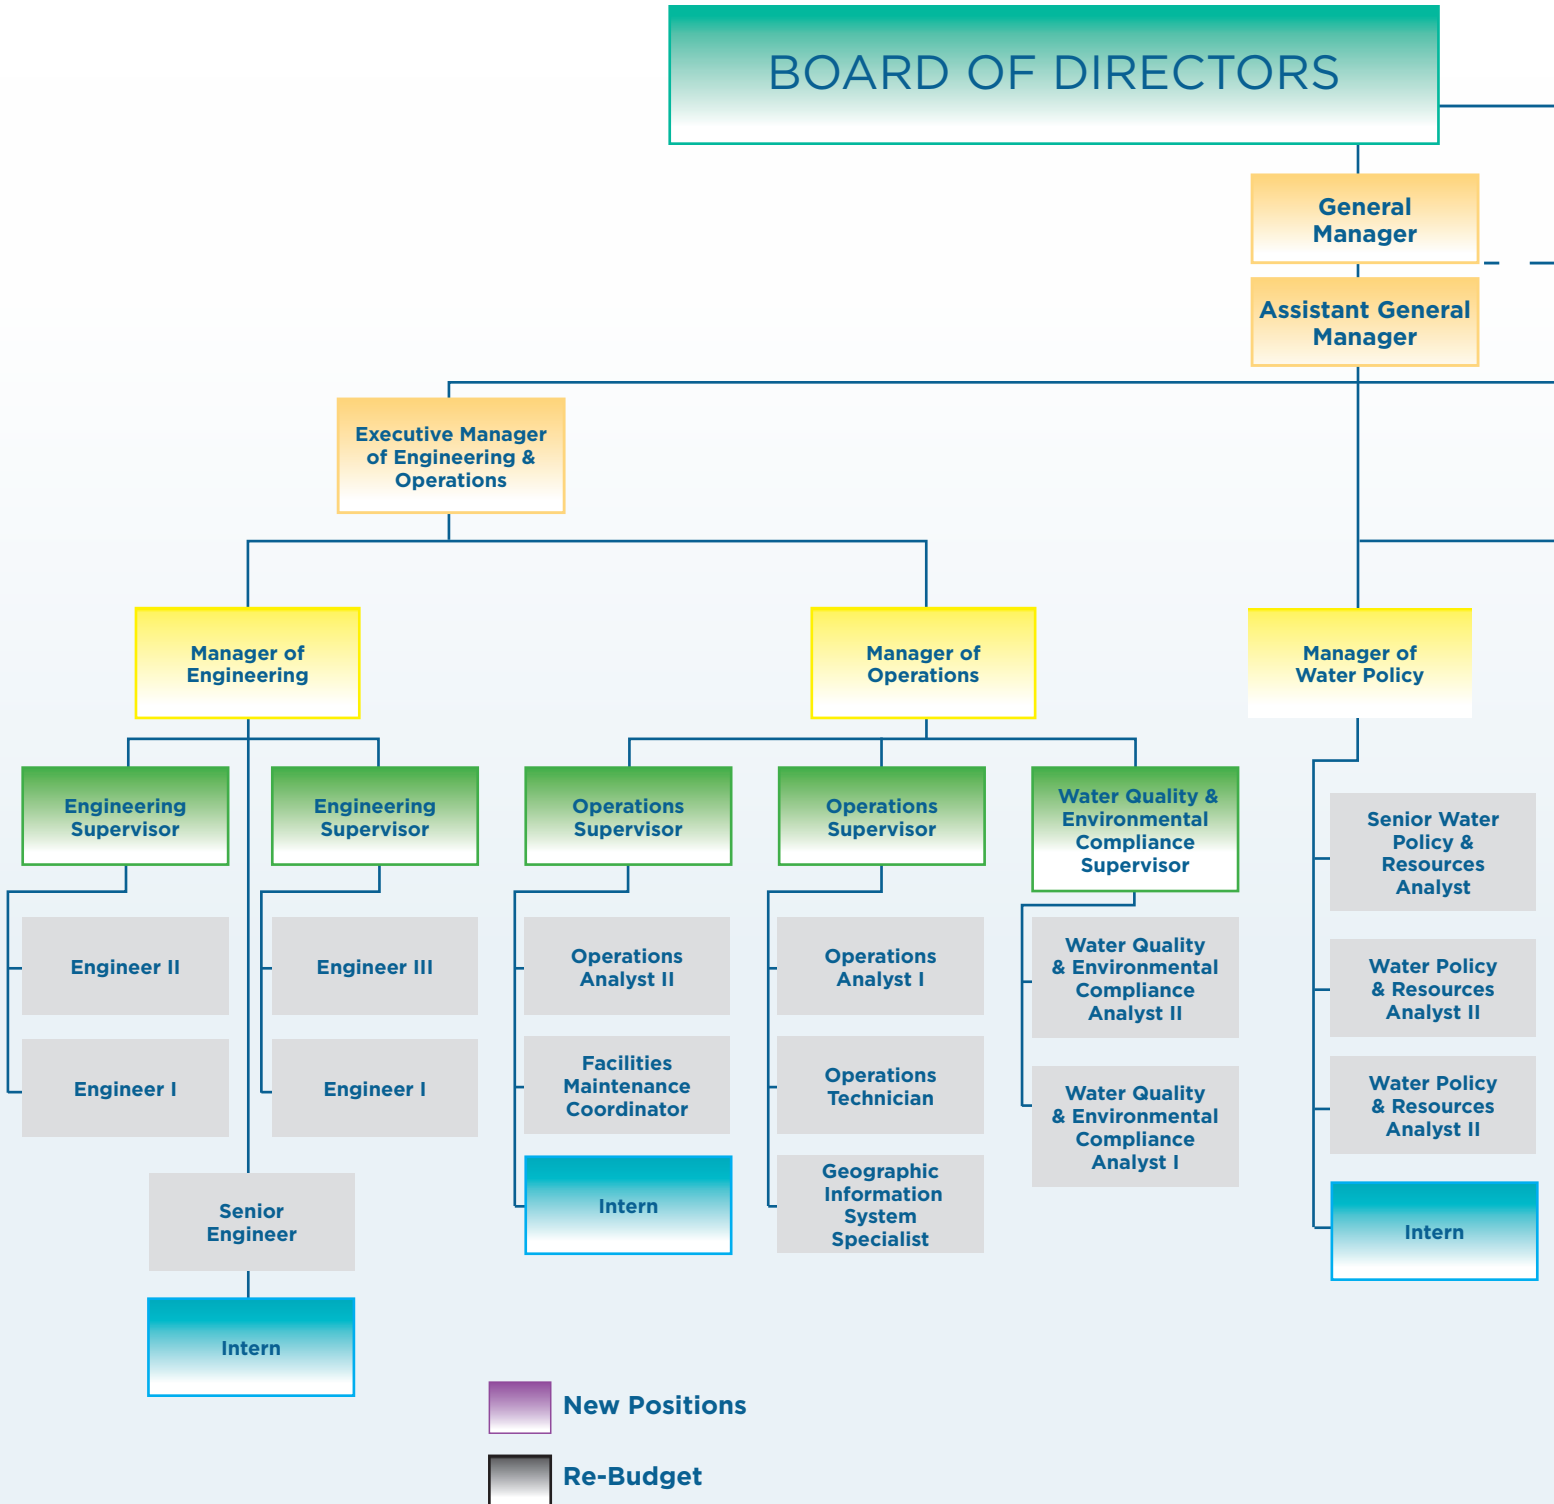 BOARD OF DIRECTORS
General
Manager
Assistant General
Manager
Executive Manager
of Engineering &
Operations
Manager of
Engineering
Manager of
Operations
Manager of
Water Policy
Engineering
Supervisor
Engineering
Supervisor
Operations
Supervisor
Operations
Supervisor
Water Quality &
Environmental
Compliance
Supervisor
Engineer II
Engineer I
Engineer III
Engineer I
Senior
Engineer
Intern
Operations
Analyst II
Facilities
Maintenance
Coordinator
Intern
Operations
Analyst I
Operations
Technician
Geographic
Information
System
Specialist
Water Quality
& Environmental
Compliance
Analyst II
Water Quality
& Environmental
Compliance
Analyst I
Senior Water
Policy &
Resources
Analyst
Water Policy
& Resources
Analyst II
Water Policy
& Resources
Analyst II
Intern
New Positions
Re-Budget